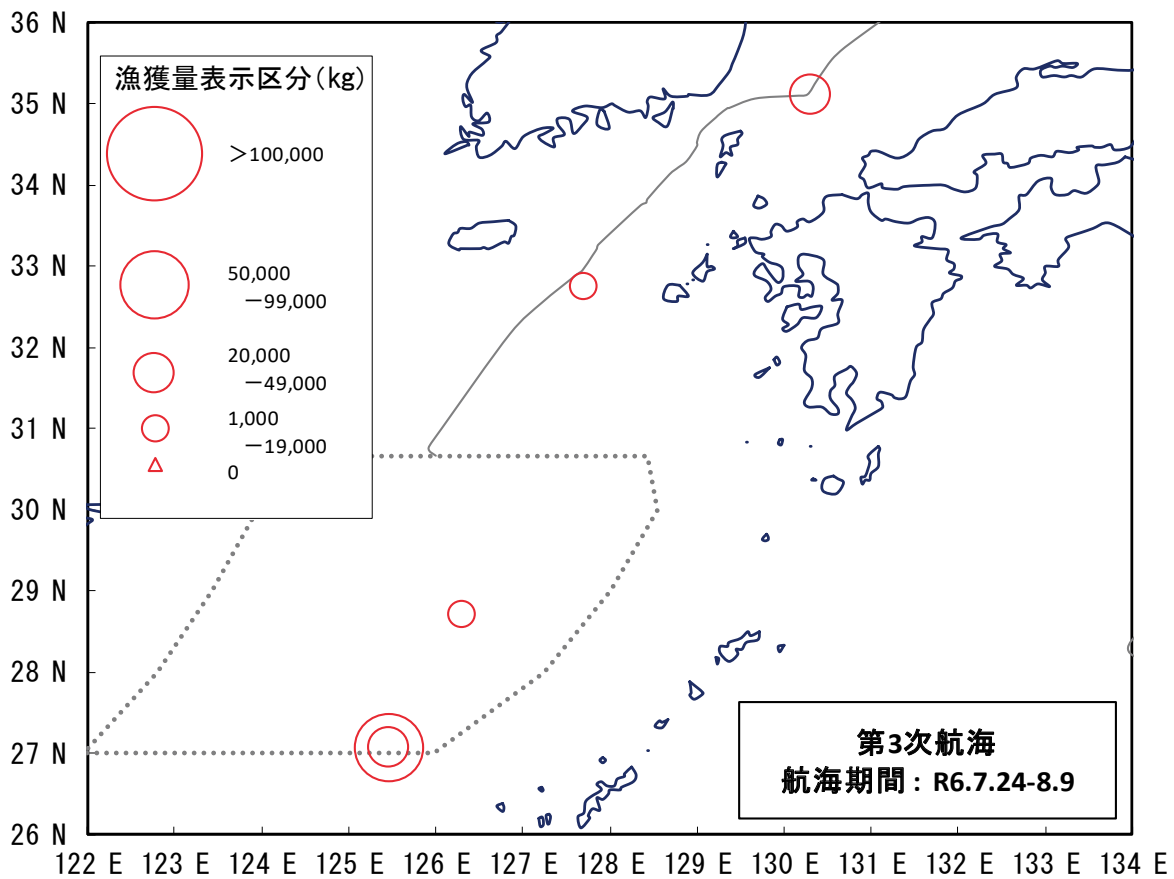 36 N
35 N
34 N
33 N
32 N
31 N
30 N
29 N
28 N
27 N
26 N
漁獲量表示区分(kg)
＞100,000
50,000
－99,000
20,000
－49,000
1,000
－19,000
0
第3次航海
航海期間：R6.7.24-8.9
122 E 123 E 124 E 125 E 126 E 127 E 128 E 129 E 130 E 131 E 132 E 133 E 134 E